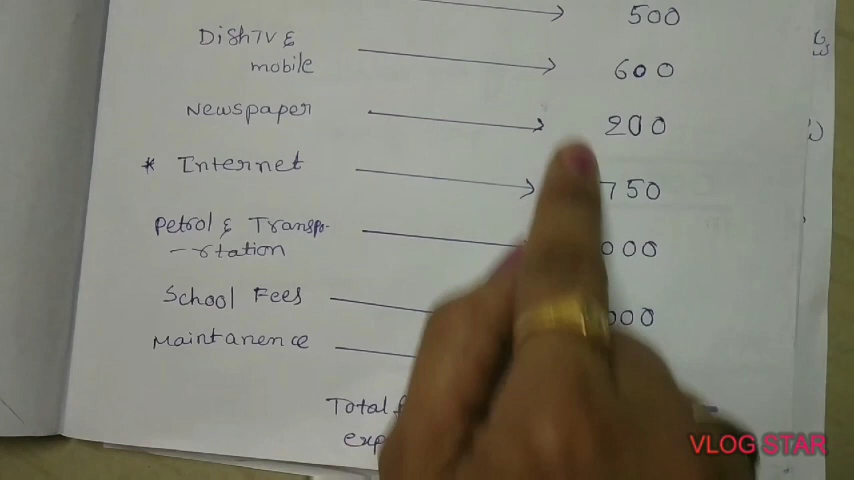 500
DishTV &
mobile 600
Newspaper 200
* Internet 750
Petrol & Transpo-
-rtation 000
School Fees 000
Maintanence
Total
VLOG STAR